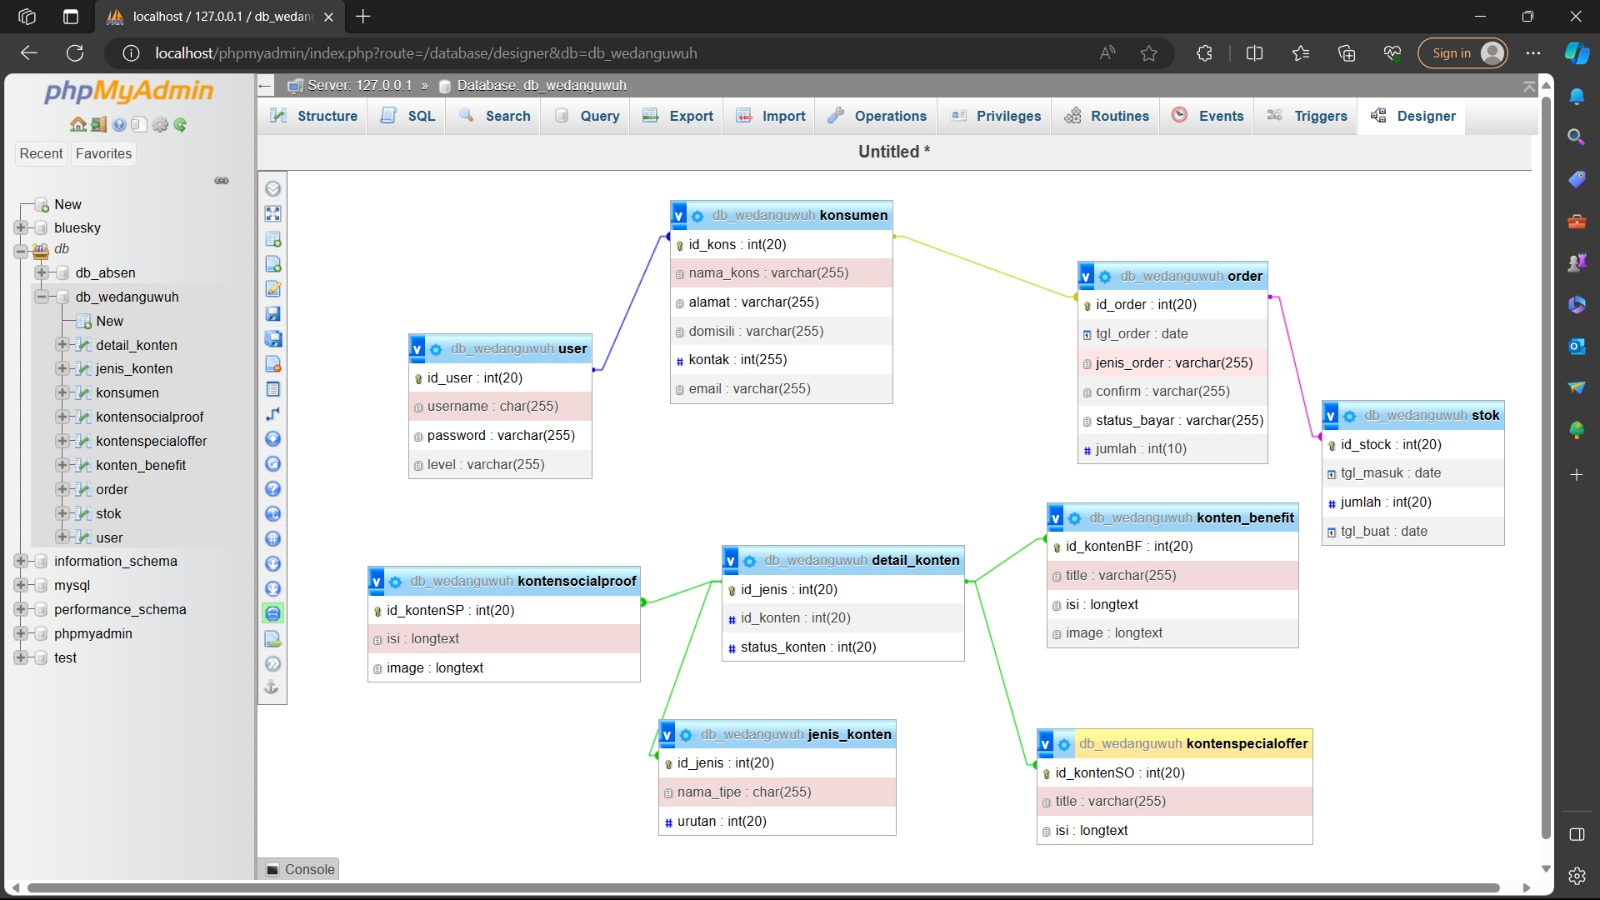 localhost / 127.0.0.1 / db_wedan
localhost/phpmyadmin/index.php?route=/database/designer&db=db_wedanguwuh
Sign in
phpMyAdmin
Recent
Favorites
New
bluesky
db
db_absen
db_wedanguwuh
New
detail_konten
jenis_konten
konsumen
kontensocialproof
kontenspecialoffer
konten_benefit
order
stok
user
information_schema
mysql
performance_schema
phpmyadmin
test
Server: 127.0.0.1 » Database: db_wedanguwuh
Structure
SQL
Search
Query
Export
Import
Operations
Privileges
Routines
Events
Triggers
Designer
Untitled *
v db_wedanguwuh konsumen
id_kons : int(20)
nama_kons : varchar(255)
alamat : varchar(255)
domisili : varchar(255)
# kontak : int(255)
email : varchar(255)
v db_wedanguwuh order
id_order : int(20)
tgl_order : date
jenis_order : varchar(255)
confirm : varchar(255)
status_bayar : varchar(255)
# jumlah : int(10)
v db_wedanguwuh user
id_user : int(20)
username : char(255)
password : varchar(255)
level : varchar(255)
v db_wedanguwuh stok
id_stock : int(20)
tgl_masuk : date
# jumlah : int(20)
tgl_buat : date
v db_wedanguwuh konten_benefit
id_kontenBF : int(20)
title : varchar(255)
isi : longtext
image : longtext
v db_wedanguwuh detail_konten
id_jenis : int(20)
# id_konten : int(20)
# status_konten : int(20)
v db_wedanguwuh kontensocialproof
id_kontenSP : int(20)
isi : longtext
image : longtext
v db_wedanguwuh jenis_konten
id_jenis : int(20)
nama_tipe : char(255)
# urutan : int(20)
v db_wedanguwuh kontenspecialoffer
id_kontenSO : int(20)
title : varchar(255)
isi : longtext
Console